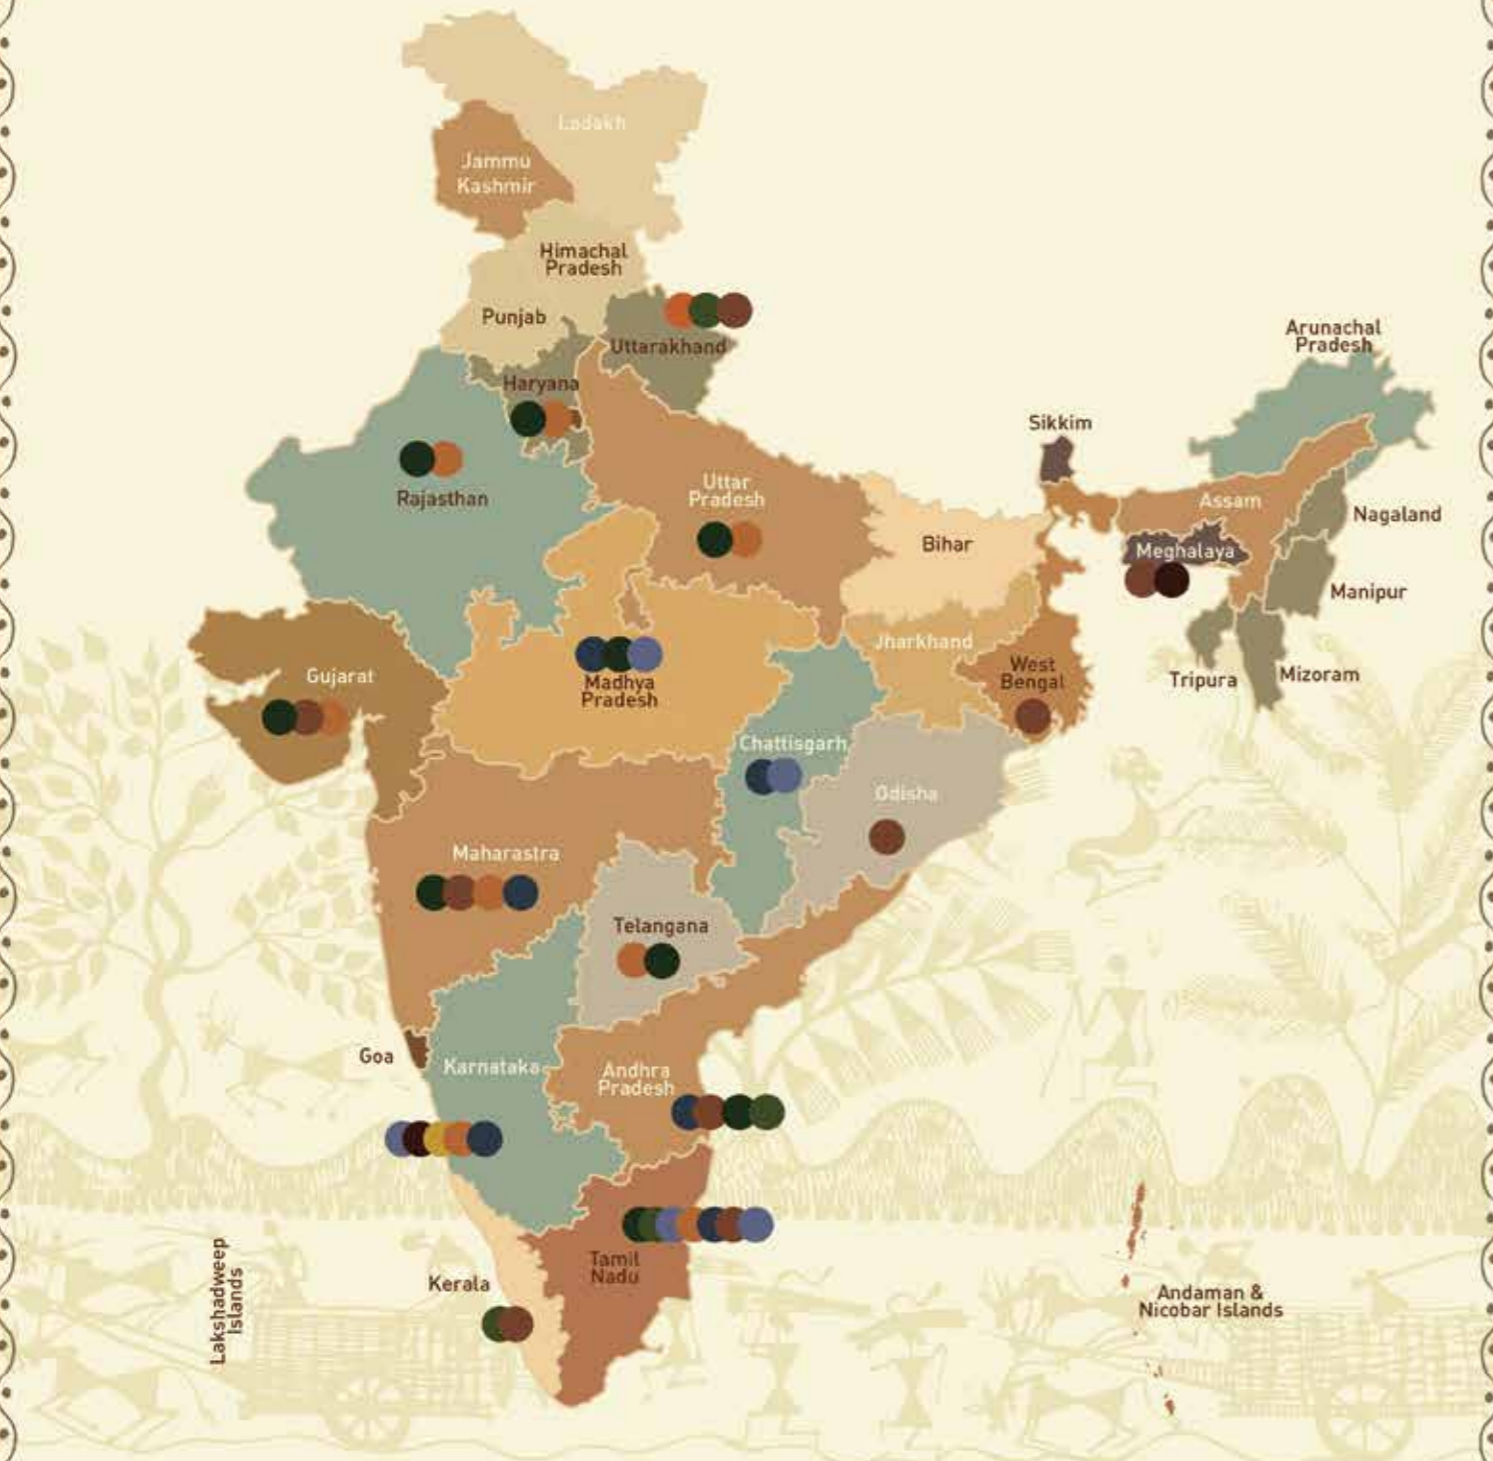 Ladakh
Jammu
Kashmir
Himachal
Pradesh
Punjab
Uttarakhand
Arunachal
Pradesh
Haryana
Sikkim
Rajasthan
Uttar
Pradesh
Assam
Nagaland
Bihar
Meghalaya
Manipur
Jharkhand
Gujarat
West
Bengal
Tripura
Mizoram
Madhya
Pradesh
Chattisgarh
Odisha
Maharastra
Telangana
Goa
Karnataka
Andhra
Pradesh
Lakshadweep
Islands
Tamil
Nadu
Kerala
Andaman &
Nicobar Islands